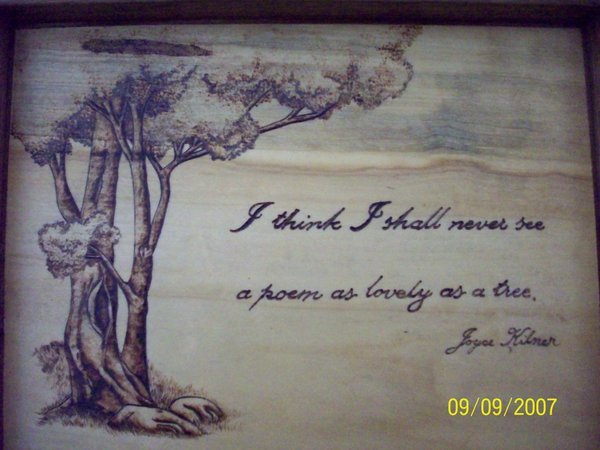 I think I shall never see
a poem as lovely as a tree.
Joyce Kilmer
09/09/2007